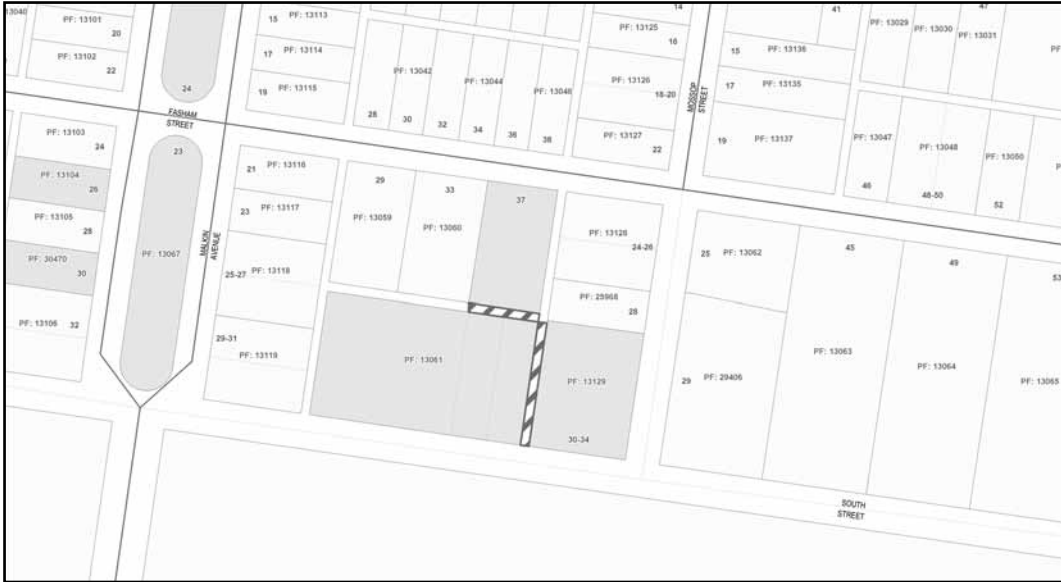 13040
PF: 13101
20
PF: 13102
22
24
FASHAM
STREET
15
PF: 13113
17
PF: 13114
19
PF: 13115
PF: 13042
PF: 13044
PF: 13046
28
30
32
34
36
38
14
PF: 13125
16
PF: 13126
18-20
PF: 13127
22
MOSSOP
STREET
41
15
PF: 13136
17
PF: 13135
19
PF: 13137
PF: 13029
PF: 13030
47
PF: 13031
PF: 13047
46
PF: 13048
48-50
PF: 13050
52
PF: 13103
24
PF: 13104
26
PF: 13105
28
PF: 30470
30
PF: 13106
32
23
PF: 13067
MALKIN
AVENUE
21
PF: 13116
23
PF: 13117
25-27
PF: 13118
29-31
PF: 13119
29
PF: 13059
33
PF: 13060
37
PF: 13128
24-26
PF: 25968
28
PF: 13061
PF: 13129
30-34
25
PF: 13062
29
PF: 29406
45
PF: 13063
49
PF: 13064
53
PF: 13065
SOUTH
STREET